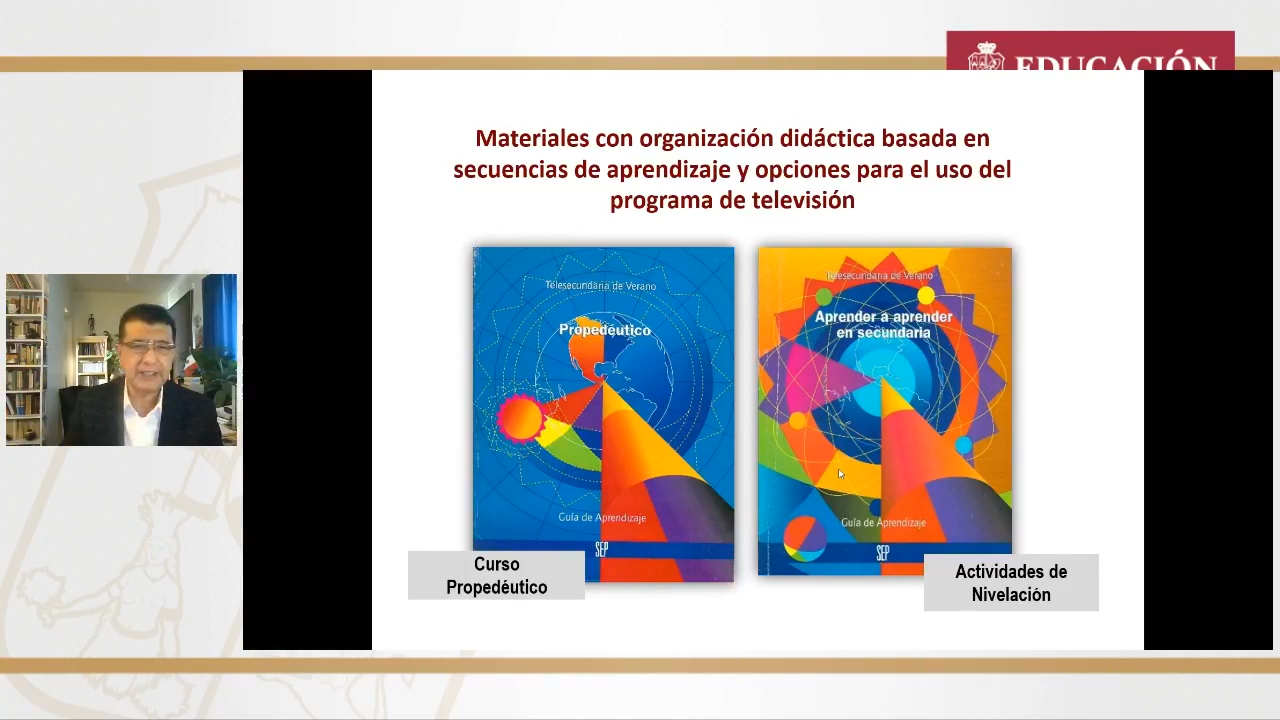 EDUCACIÓN
Materiales con organización didáctica basada en
secuencias de aprendizaje y opciones para el uso del
programa de televisión
Telesecundaria de Verano
Propedéutico
Guía de Aprendizaje
SEP
Curso
Propedéutico
Telesecundaria de Verano
Aprender a aprender
en secundaria
Guía de Aprendizaje
SEP
Actividades de
Nivelación